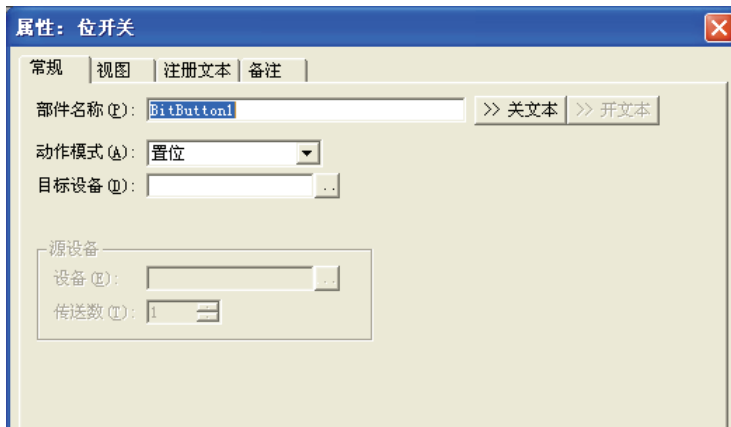 属性: 位开关
常规 视图 注册文本 备注
部件名称(P): BitButton1 >> 关文本 >> 开文本
动作模式(A): 置位
目标设备(D): ..
源设备
设备(E): ..
传送数(T): 1